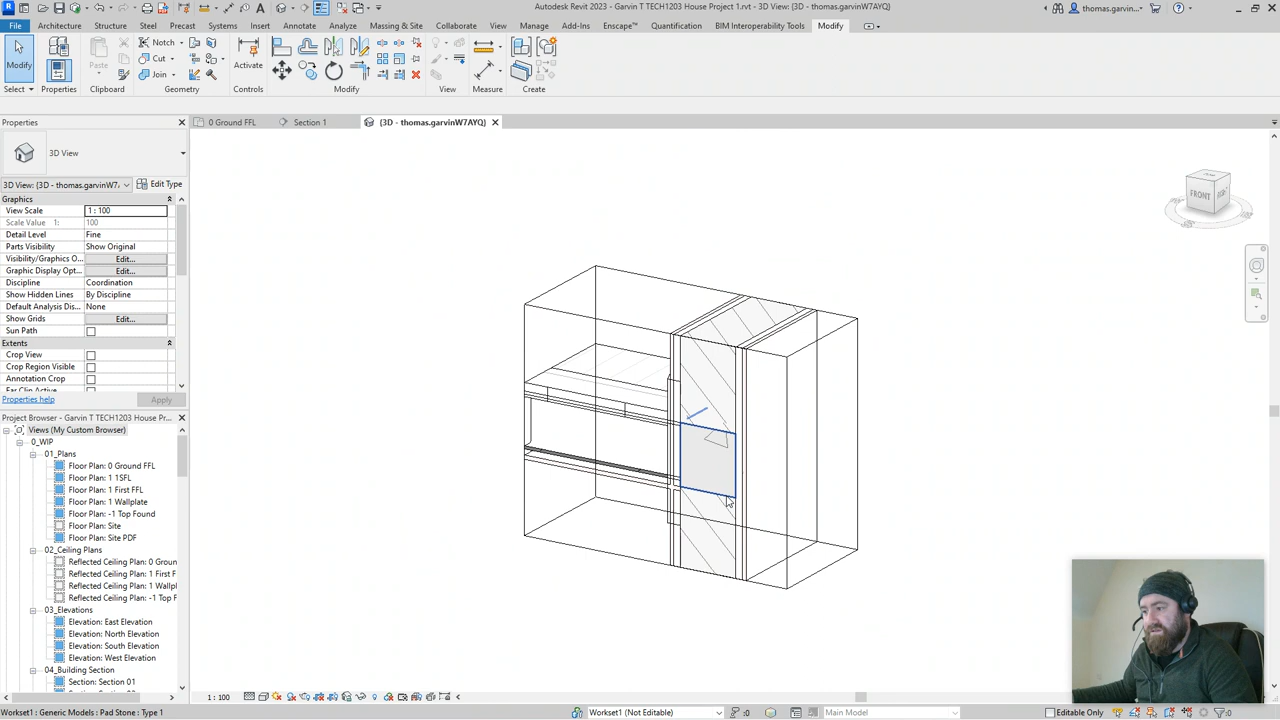 Autodesk Revit 2023 - Garvin T TECH1203 House Project 1.rvt - 3D View: {3D - thomas.garvinW7AYQ}
thomas.garvin...
File Architecture Structure Steel Precast Systems Insert Annotate Analyze Massing & Site Collaborate View Manage Add-Ins Enscape™ Quantification BIM Interoperability Tools Modify
Modify
Paste
Notch
Cut
Join
Activate
Select Properties Clipboard Geometry Controls Modify View Measure Create
Properties
0 Ground FFL Section 1 {3D - thomas.garvinW7AYQ}
3D View
3D View: {3D - thomas.garvinW7/ Edit Type
Graphics
View Scale 1 : 100
Scale Value 1: 100
Detail Level Fine
Parts Visibility Show Original
Visibility/Graphics O... Edit...
Graphic Display Opt... Edit...
Discipline Coordination
Show Hidden Lines By Discipline
Default Analysis Dis... None
Show Grids Edit...
Sun Path
Extents
Crop View
Crop Region Visible
Annotation Crop
Far Clip Active
Properties help Apply
Project Browser - Garvin T TECH1203 House Pr...
Views (My Custom Browser)
0_WIP
01_Plans
Floor Plan: 0 Ground FFL
Floor Plan: 1 1SFL
Floor Plan: 1 First FFL
Floor Plan: 1 Wallplate
Floor Plan: -1 Top Found
Floor Plan: Site
Floor Plan: Site PDF
02_Ceiling Plans
Reflected Ceiling Plan: 0 Groun
Reflected Ceiling Plan: 1 First F
Reflected Ceiling Plan: 1 Wallpl
Reflected Ceiling Plan: -1 Top F
03_Elevations
Elevation: East Elevation
Elevation: North Elevation
Elevation: South Elevation
Elevation: West Elevation
04_Building Section
Section: Section 01
FRONT
1 : 100
Workset1 : Generic Models : Pad Stone : Type 1
Workset1 (Not Editable)
:0
Main Model
Editable Only
:0